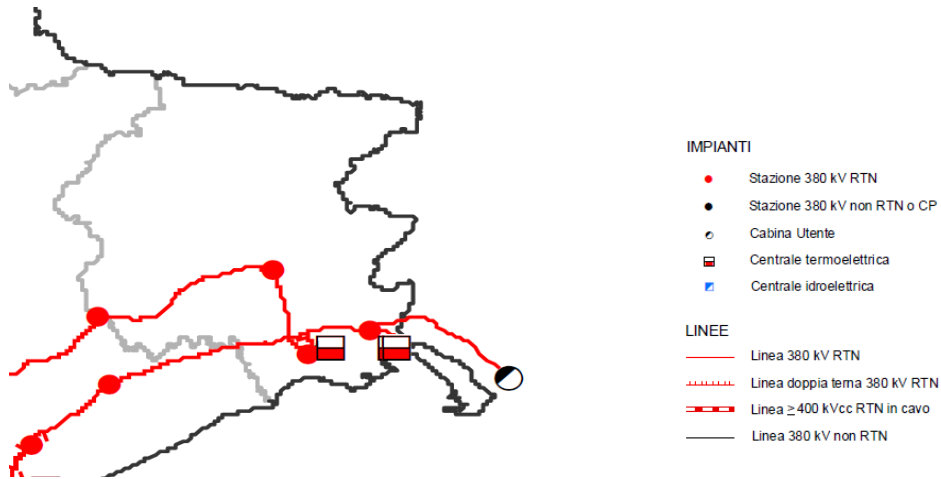 IMPIANTI
Stazione 380 kV RTN
Stazione 380 kV non RTN o CP
Cabina Utente
Centrale termoelettrica
Centrale idroelettrica
LINEE
Linea 380 kV RTN
Linea doppia terna 380 kV RTN
Linea ≥ 400 kVcc RTN in cavo
Linea 380 kV non RTN